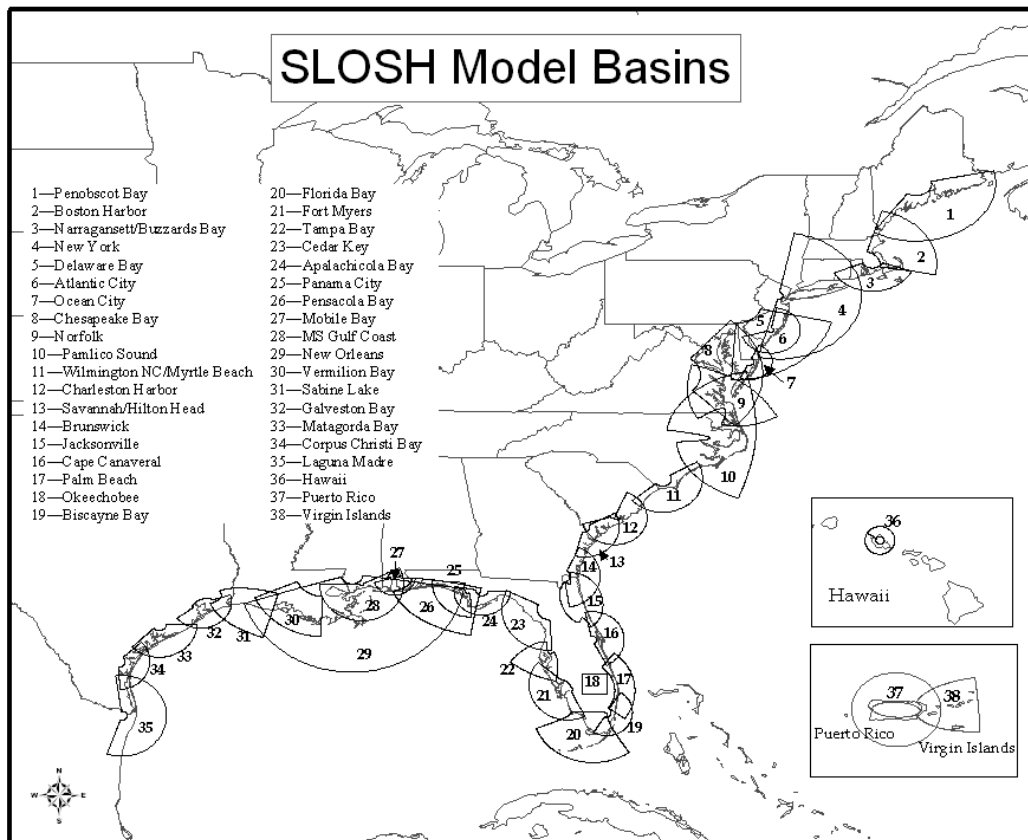 SLOSH Model Basins
1—Penobscot Bay
2—Boston Harbor
3—Narragansett/Buzzards Bay
4—New York
5—Delaware Bay
6—Atlantic City
7—Ocean City
8—Chesapeake Bay
9—Norfolk
10—Pamlico Sound
11—Wilmington NC/Myrtle Beach
12—Charleston Harbor
13—Savannah/Hilton Head
14—Brunswick
15—Jacksonville
16—Cape Canaveral
17—Palm Beach
18—Okeechobee
19—Biscayne Bay
20—Florida Bay
21—Fort Myers
22—Tampa Bay
23—Cedar Key
24—Apalachicola Bay
25—Panama City
26—Pensacola Bay
27—Mobile Bay
28—MS Gulf Coast
29—New Orleans
30—Vermilion Bay
31—Sabine Lake
32—Galveston Bay
33—Matagorda Bay
34—Corpus Christi Bay
35—Laguna Madre
36—Hawaii
37—Puerto Rico
38—Virgin Islands
1
2
3
4
5
6
7
8
9
10
11
12
13
14
15
16
17
18
19
20
21
22
23
24
25
26
27
28
29
30
31
32
33
34
35
36
Hawaii
37
38
Puerto Rico
Virgin Islands
N
W E
S